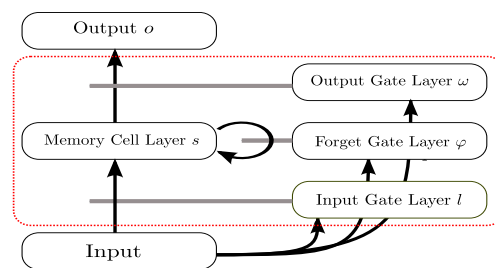 Output o
Output Gate Layer ω
Memory Cell Layer s
Forget Gate Layer φ
Input Gate Layer l
Input